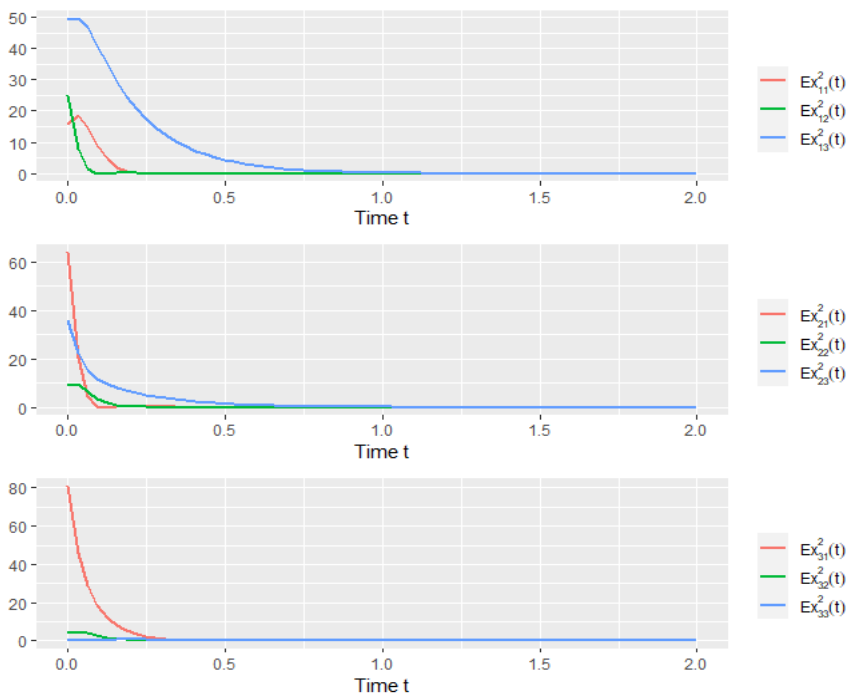 50
40
30
20
10
0
0.0 0.5 1.0 1.5 2.0
Time t
Ex²₁₁(t)
Ex²₁₂(t)
Ex²₁₃(t)
60
40
20
0
0.0 0.5 1.0 1.5 2.0
Time t
Ex²₂₁(t)
Ex²₂₂(t)
Ex²₂₃(t)
80
60
40
20
0
0.0 0.5 1.0 1.5 2.0
Time t
Ex²₃₁(t)
Ex²₃₂(t)
Ex²₃₃(t)